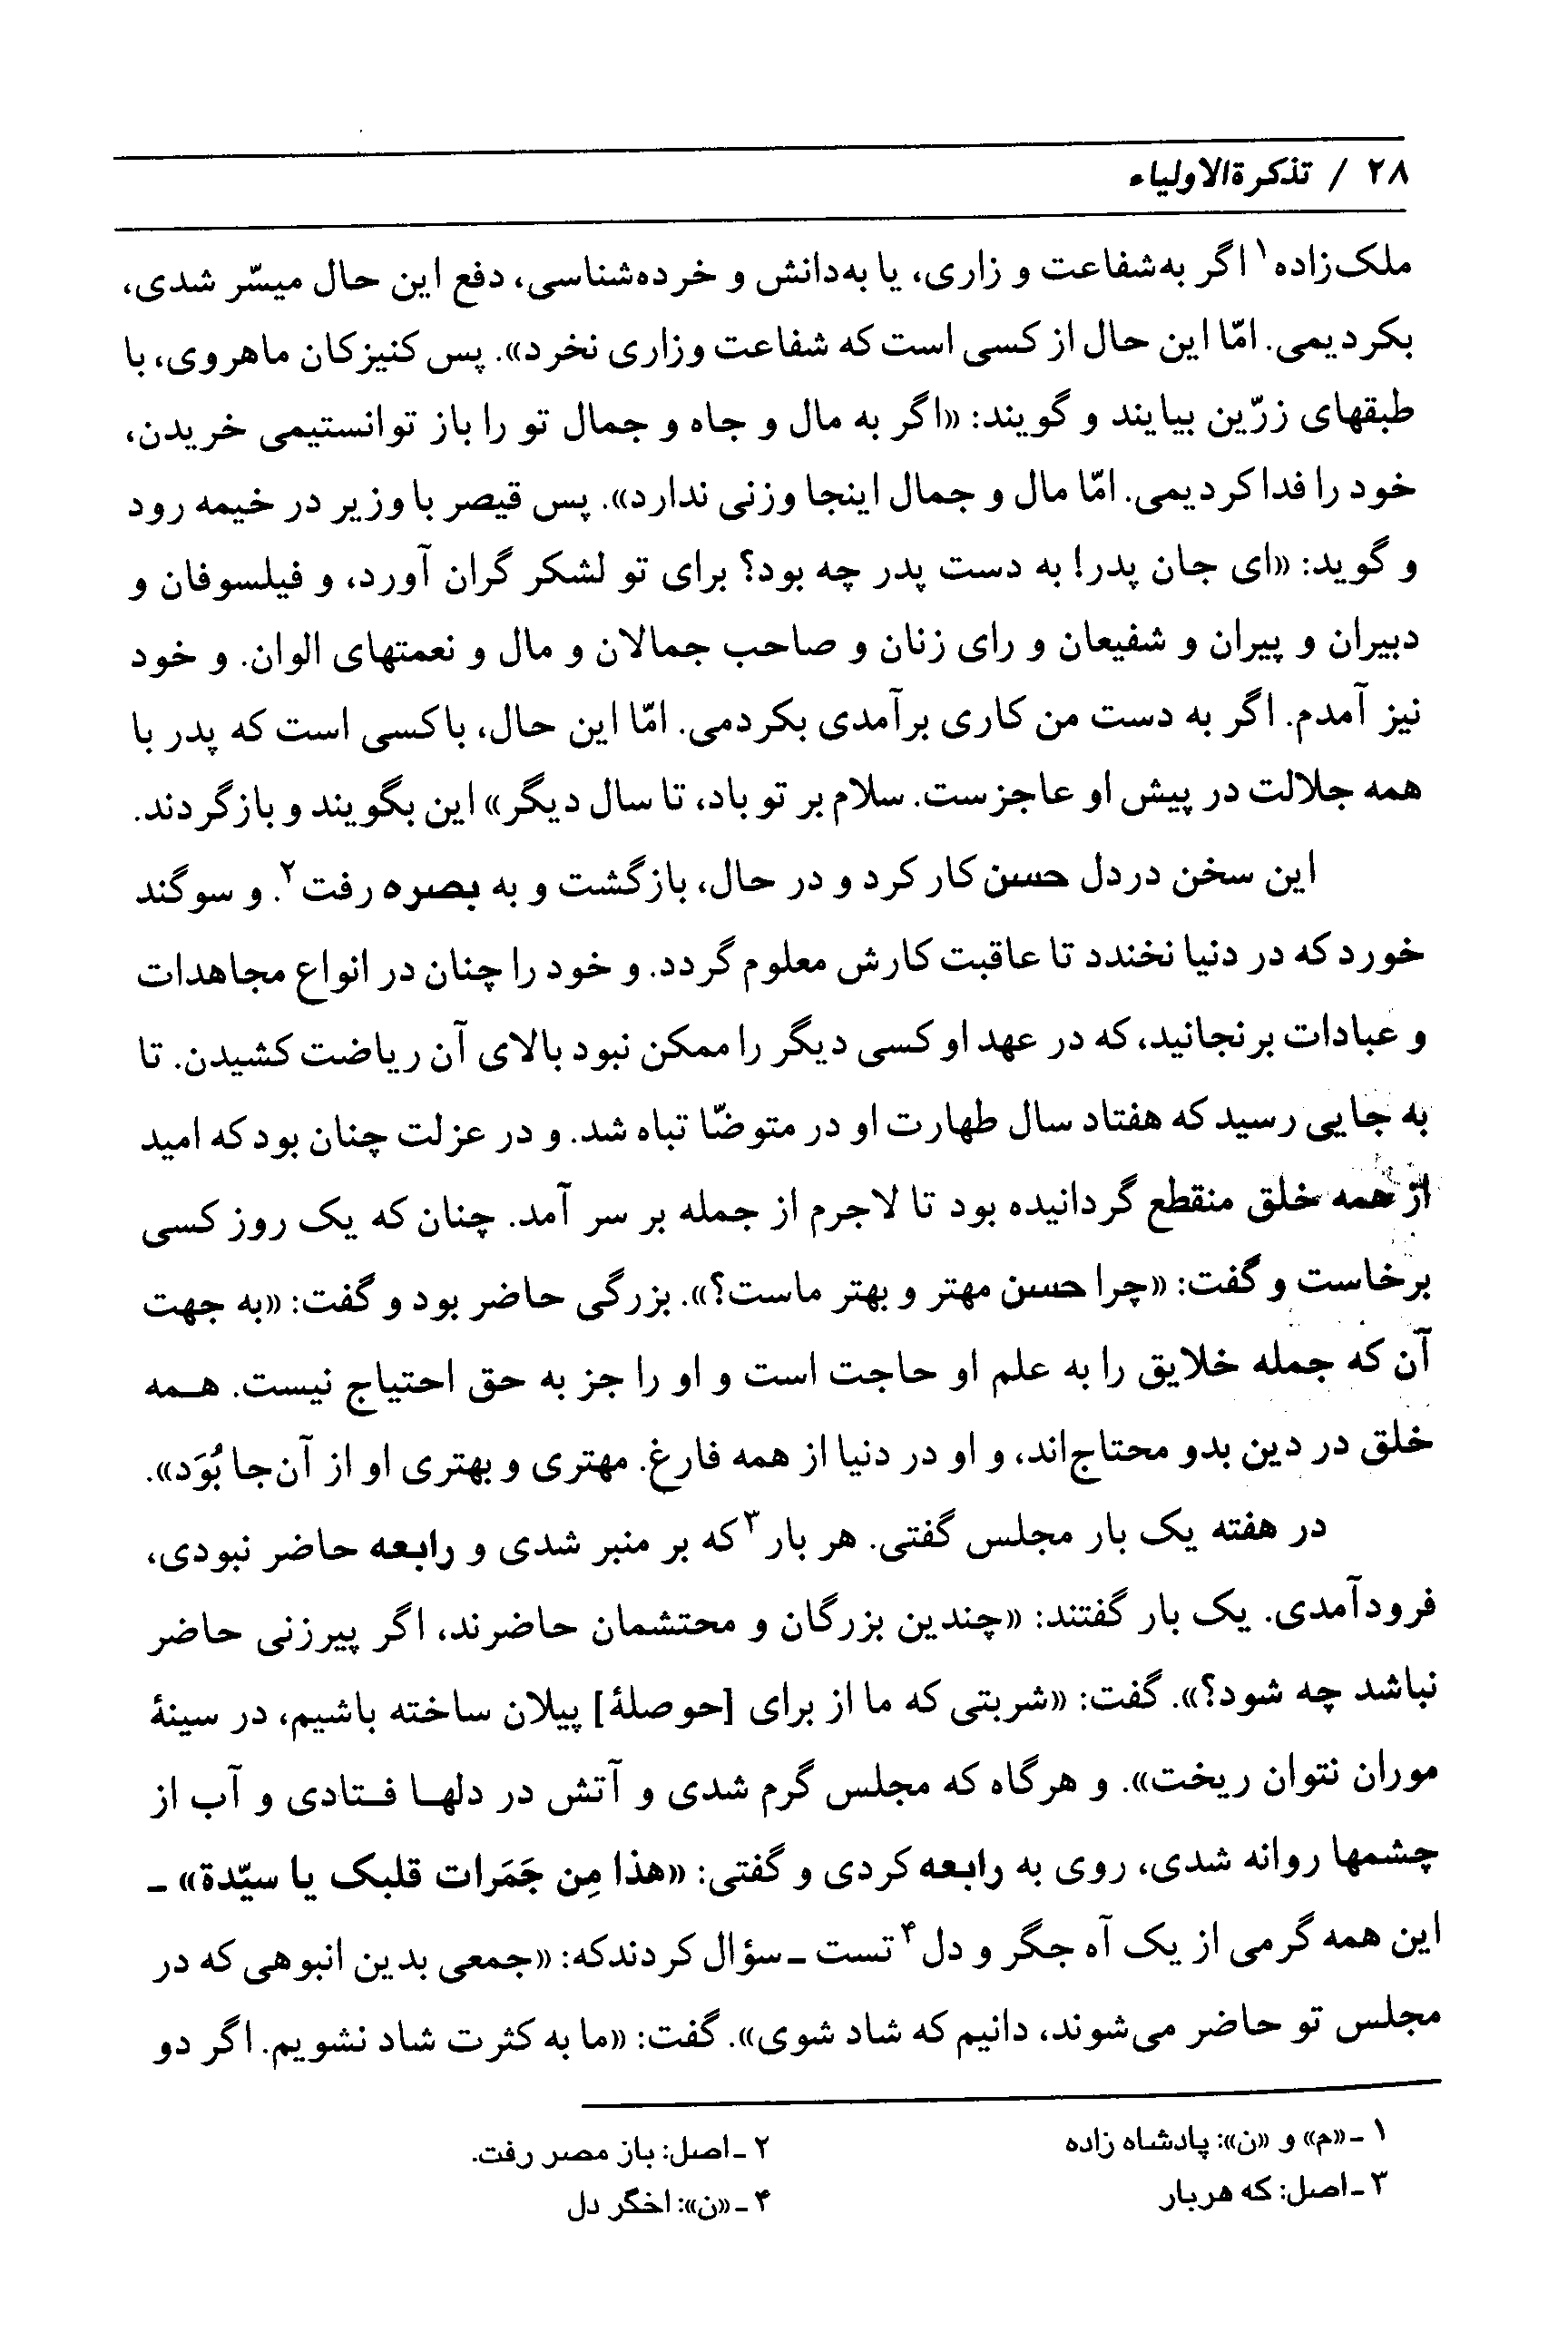 ۲۸ / تذکرةالاولیاء
ملک‌زاده۱ اگر به‌شفاعت و زاری، یا به‌دانش و خرده‌شناسی، دفع این حال میسّر شدی،
بکردیمی. امّا این حال از کسی است که شفاعت وزاری نخرد». پس کنیزکان ماهروی، با
طبقهای زرّین بیایند و گویند: «اگر به مال و جاه و جمال تو را باز توانستیمی خریدن،
خود را فدا کردیمی. امّا مال و جمال اینجا وزنی ندارد». پس قیصر با وزیر در خیمه رود
و گوید: «ای جان پدر! به دست پدر چه بود؟ برای تو لشکر گران آورد، و فیلسوفان و
دبیران و پیران و شفیعان و رای زنان و صاحب جمالان و مال و نعمتهای الوان. و خود
نیز آمدم. اگر به دست من کاری برآمدی بکردمی. امّا این حال، با کسی است که پدر با
همه جلالت در پیش او عاجزست. سلام بر تو باد، تا سال دیگر» این بگویند و بازگردند.
این سخن دردل حسن کار کرد و در حال، بازگشت و به بصره رفت۲. و سوگند
خورد که در دنیا نخندد تا عاقبت کارش معلوم گردد. و خود را چنان در انواع مجاهدات
و عبادات برنجانید، که در عهد او کسی دیگر را ممکن نبود بالای آن ریاضت کشیدن. تا
به جایی رسید که هفتاد سال طهارت او در متوضّا تباه شد. و در عزلت چنان بود که امید
از همه خلق منقطع گردانیده بود تا لاجرم از جمله بر سر آمد. چنان که یک روز کسی
برخاست و گفت: «چرا حسن مهتر و بهتر ماست؟». بزرگی حاضر بود و گفت: «به جهت
آن که جمله خلایق را به علم او حاجت است و او را جز به حق احتیاج نیست. همه
خلق در دین بدو محتاج‌اند، و او در دنیا از همه فارغ. مهتری و بهتری او از آن‌جا بُوَد».
در هفته یک بار مجلس گفتی. هر بار۳ که بر منبر شدی و رابعه حاضر نبودی،
فرودآمدی. یک بار گفتند: «چندین بزرگان و محتشمان حاضرند، اگر پیرزنی حاضر
نباشد چه شود؟». گفت: «شربتی که ما از برای [حوصلهٔ] پیلان ساخته باشیم، در سینهٔ
موران نتوان ریخت». و هرگاه که مجلس گرم شدی و آتش در دلها فتادی و آب از
چشمها روانه شدی، روی به رابعه کردی و گفتی: «هذا مِن جَمَرات قلبک یا سیّدة» ـ
این همه گرمی از یک آه جگر و دل۴ تست ـ سؤال کردندکه: «جمعی بدین انبوهی که در
مجلس تو حاضر می‌شوند، دانیم که شاد شوی». گفت: «ما به کثرت شاد نشویم. اگر دو
۱ ـ «م» و «ن»: پادشاه زاده
۲ ـ اصل: باز مصر رفت.
۳ ـ اصل: که هربار
۴ ـ «ن»: اخگر دل